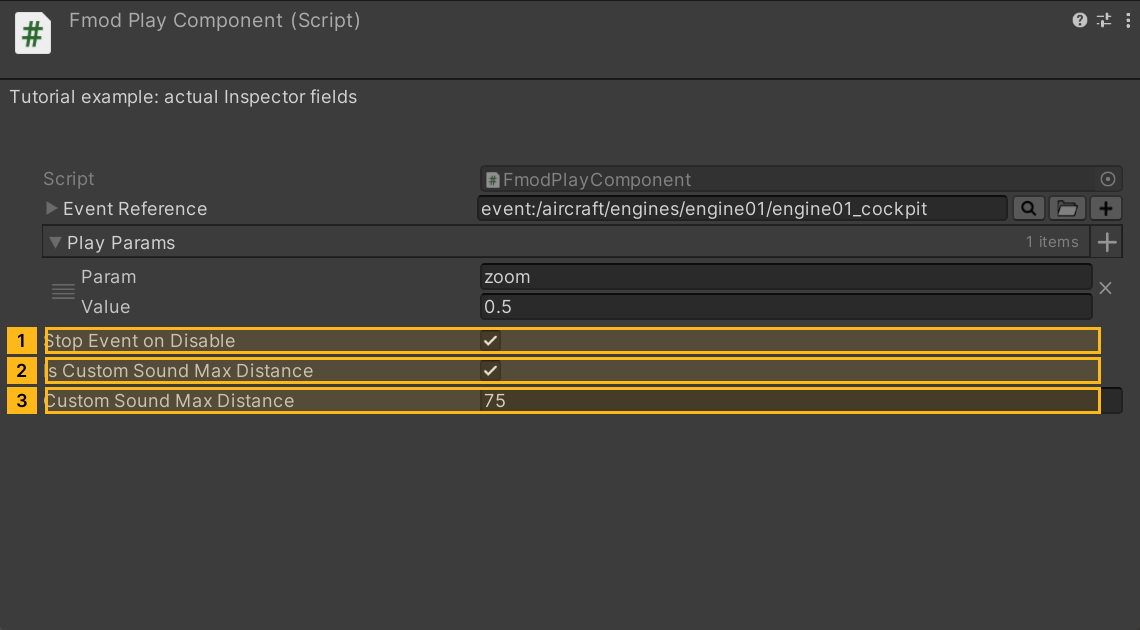 Fmod Play Component (Script)
Tutorial example: actual Inspector fields
Script FmodPlayComponent
Event Reference event:/aircraft/engines/engine01/engine01_cockpit
Play Params 1 items
Param zoom
Value 0.5
1 Stop Event on Disable
2 Is Custom Sound Max Distance
3 Custom Sound Max Distance 75